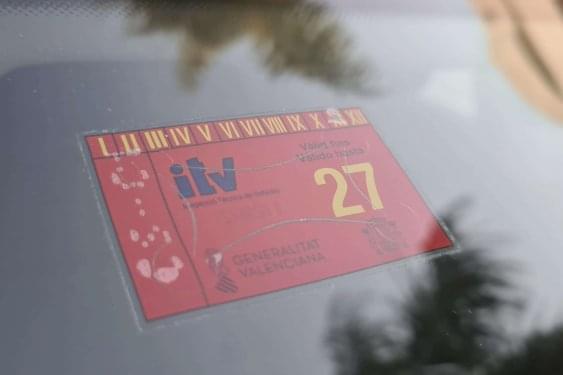 I II III IV V VI VII VIII IX X XI XII
itv
Inspecció Tècnica de Vehicles
Vàlid fins
Válido hasta
27
GENERALITAT
VALENCIANA